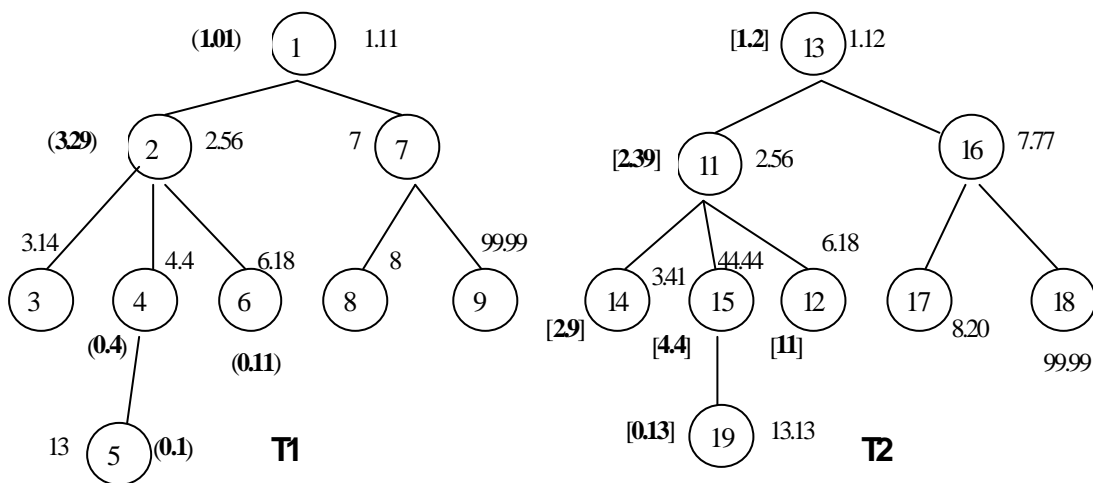 (1.01) 1 1.11 [1.2] 13 1.12
(3.29) 2 2.56 7 7 [2.39] 11 2.56 16 7.77
3.14 4.4 6.18 8 99.99 3.41 44.44 6.18
3 4 6 8 9 14 15 12 17 18
(0.4) (0.11) [2.9] [4.4] [11] 8.20 99.99
13 5 (0.1) T1 [0.13] 19 13.13 T2